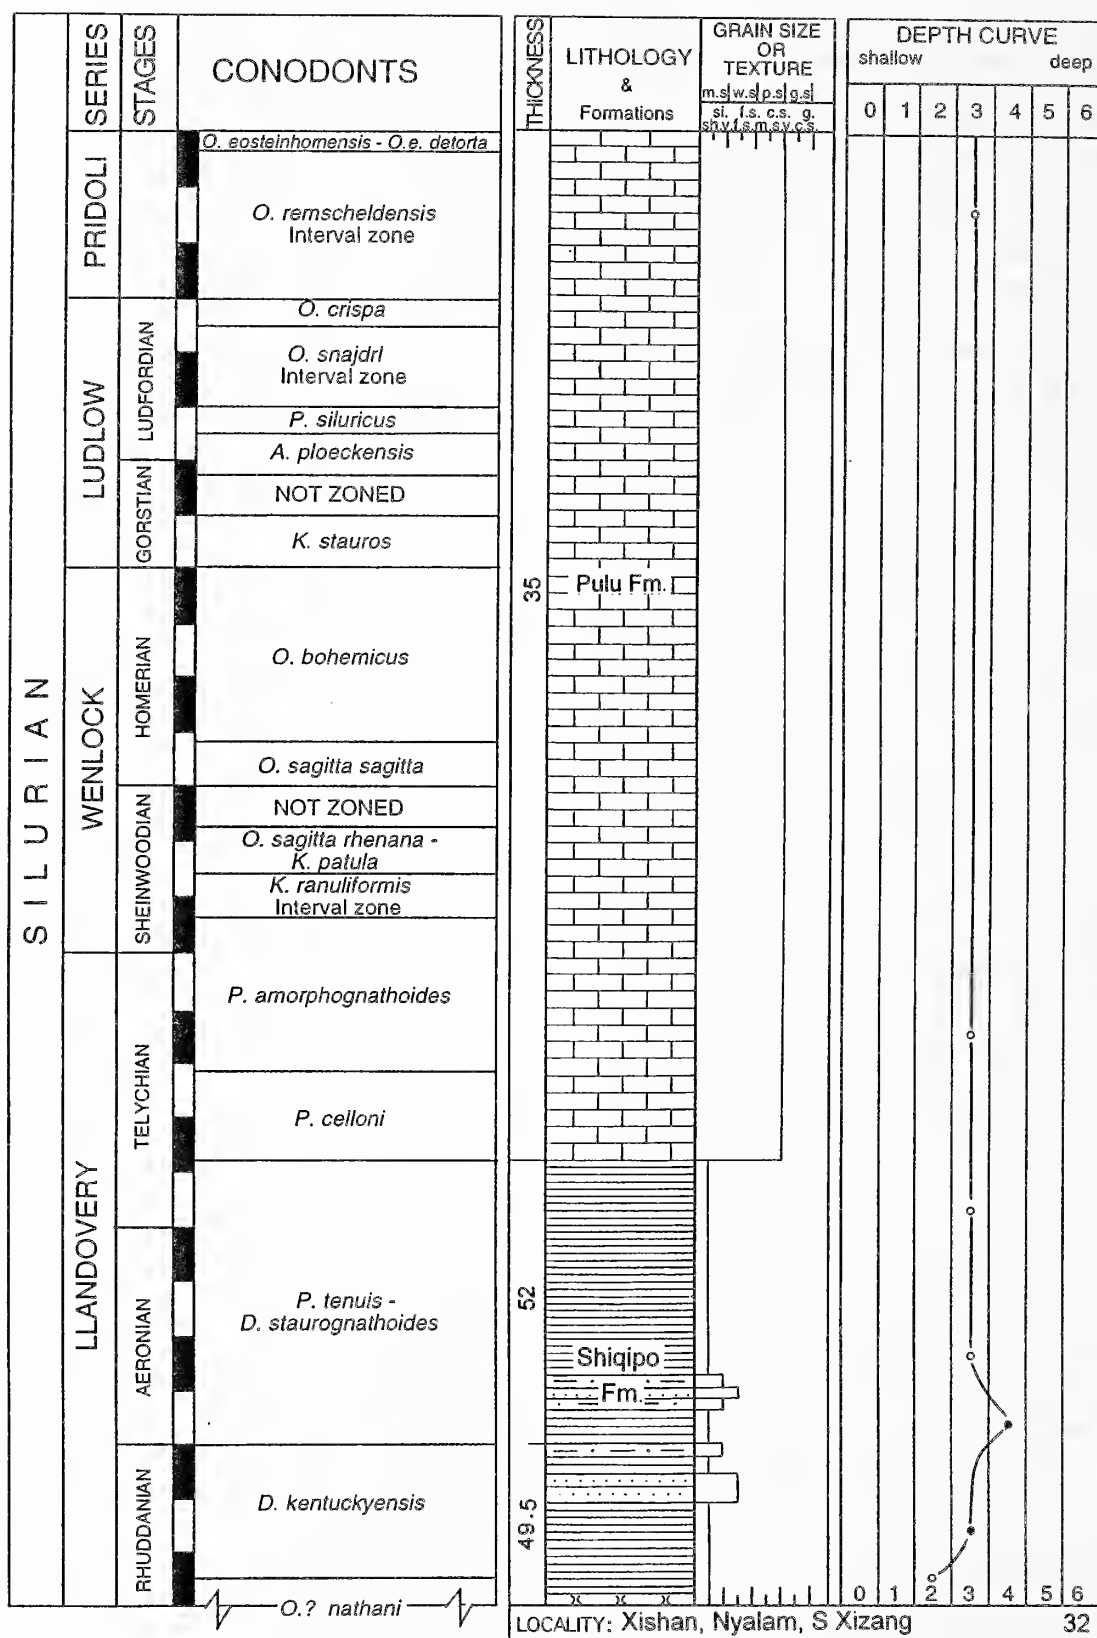 SILURIAN
SERIES
STAGES
CONODONTS
THICKNESS
LITHOLOGY
&
Formations
GRAIN SIZE
OR
TEXTURE
m.s w.s p.s g.s
si. f.s. c.s. g.
sh.v.f.s.m.s.v.c.s.
DEPTH CURVE
shallow deep
0 1 2 3 4 5 6
PRIDOLI
LUDLOW
WENLOCK
LLANDOVERY
LUDFORDIAN
GORSTIAN
HOMERIAN
SHEINWOODIAN
TELYCHIAN
AERONIAN
RHUDDANIAN
O. eosteinhornensis - O.e. detorta
O. remscheldensis
Interval zone
O. crispa
O. snajdrl
Interval zone
P. siluricus
A. ploeckensis
NOT ZONED
K. stauros
O. bohemicus
O. sagitta sagitta
NOT ZONED
O. sagitta rhenana -
K. patula
K. ranuliformis
Interval zone
P. amorphognathoides
P. celloni
P. tenuis -
D. staurognathoides
D. kentuckyensis
O.? nathani
35
52
49.5
Pulu Fm.
Shiqipo
Fm.
0 1 2 3 4 5 6
LOCALITY: Xishan, Nyalam, S Xizang 32